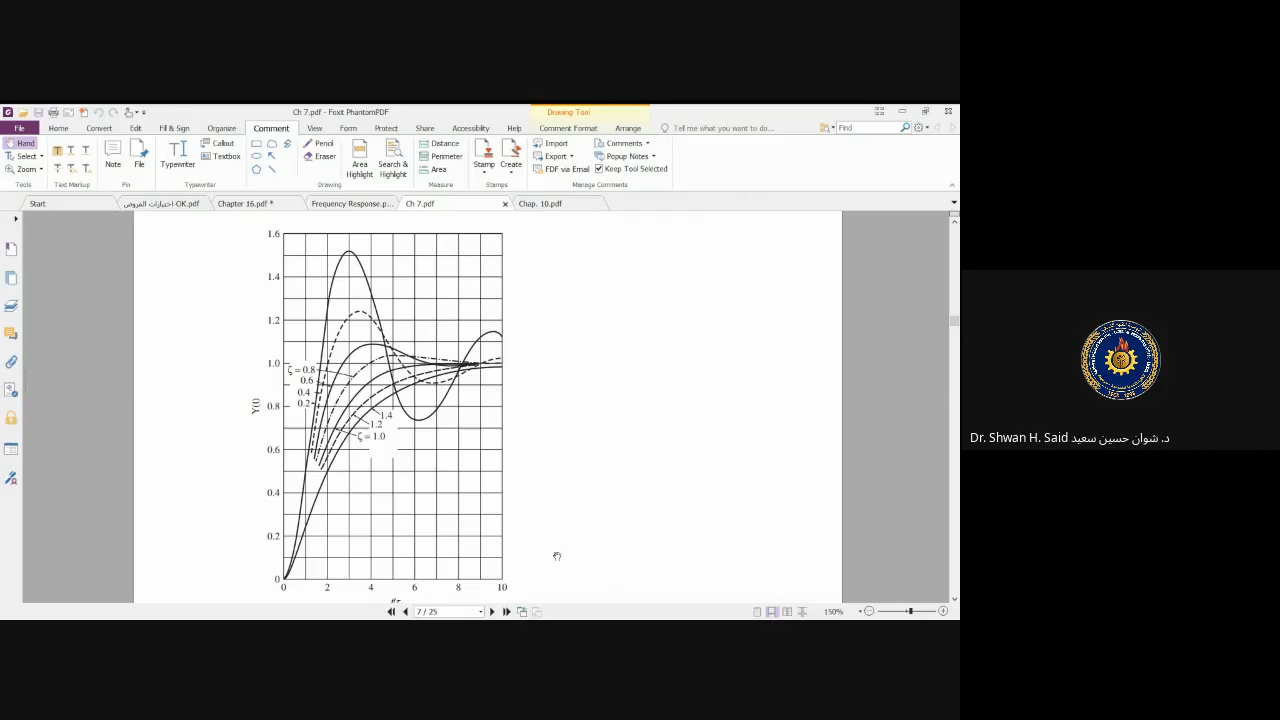 Ch 7.pdf - Foxit PhantomPDF
Drawing Tool
File Home Convert Edit Fill & Sign Organize Comment View Form Protect Share Accessibility Help Comment Format Arrange Tell me what you want to do... Find
Hand
Select
Zoom
Note
File
Typewriter
Callout
Textbox
Pencil
Eraser
Area Highlight
Search & Highlight
Distance
Perimeter
Area
Stamp
Create
Import
Export
FDF via Email
Comments
Popup Notes
Keep Tool Selected
Tools Text Markup Pin Typewriter Drawing Measure Stamps Manage Comments
Start
OK.pdf
Chapter 16.pdf *
Frequency Response.p...
Ch 7.pdf
Chap. 10.pdf
1.6
1.4
1.2
1.0
0.8
0.6
0.4
0.2
0
Y(t)
ζ = 0.8
0.6
0.4
0.2
1.4
1.2
ζ = 1.0
0 2 4 6 8 10
7 / 25
150%
Dr. Shwan H. Said د. شوان حسين سعيد